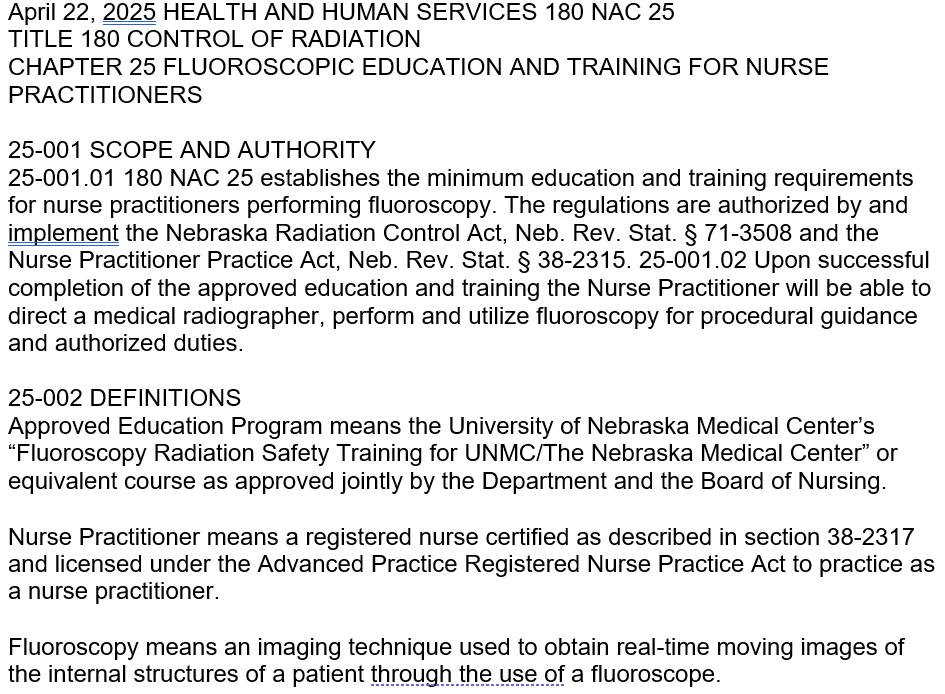 April 22, 2025 HEALTH AND HUMAN SERVICES 180 NAC 25
TITLE 180 CONTROL OF RADIATION
CHAPTER 25 FLUOROSCOPIC EDUCATION AND TRAINING FOR NURSE
PRACTITIONERS
25-001 SCOPE AND AUTHORITY
25-001.01 180 NAC 25 establishes the minimum education and training requirements
for nurse practitioners performing fluoroscopy. The regulations are authorized by and
implement the Nebraska Radiation Control Act, Neb. Rev. Stat. § 71-3508 and the
Nurse Practitioner Practice Act, Neb. Rev. Stat. § 38-2315. 25-001.02 Upon successful
completion of the approved education and training the Nurse Practitioner will be able to
direct a medical radiographer, perform and utilize fluoroscopy for procedural guidance
and authorized duties.
25-002 DEFINITIONS
Approved Education Program means the University of Nebraska Medical Center’s
“Fluoroscopy Radiation Safety Training for UNMC/The Nebraska Medical Center” or
equivalent course as approved jointly by the Department and the Board of Nursing.
Nurse Practitioner means a registered nurse certified as described in section 38-2317
and licensed under the Advanced Practice Registered Nurse Practice Act to practice as
a nurse practitioner.
Fluoroscopy means an imaging technique used to obtain real-time moving images of
the internal structures of a patient through the use of a fluoroscope.